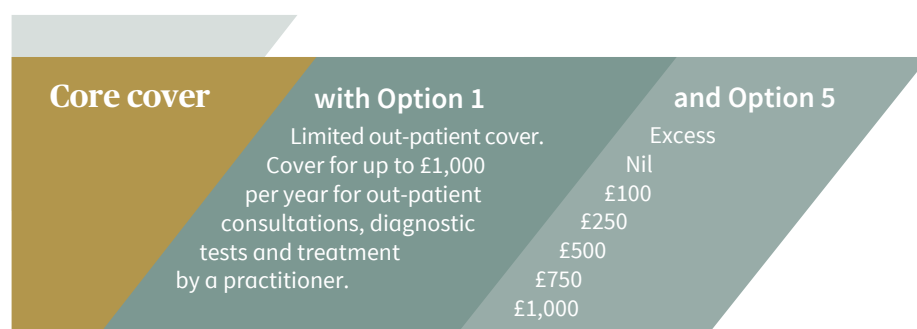 Core cover
with Option 1
Limited out-patient cover.
Cover for up to £1,000
per year for out-patient
consultations, diagnostic
tests and treatment
by a practitioner.
and Option 5
Excess
Nil
£100
£250
£500
£750
£1,000